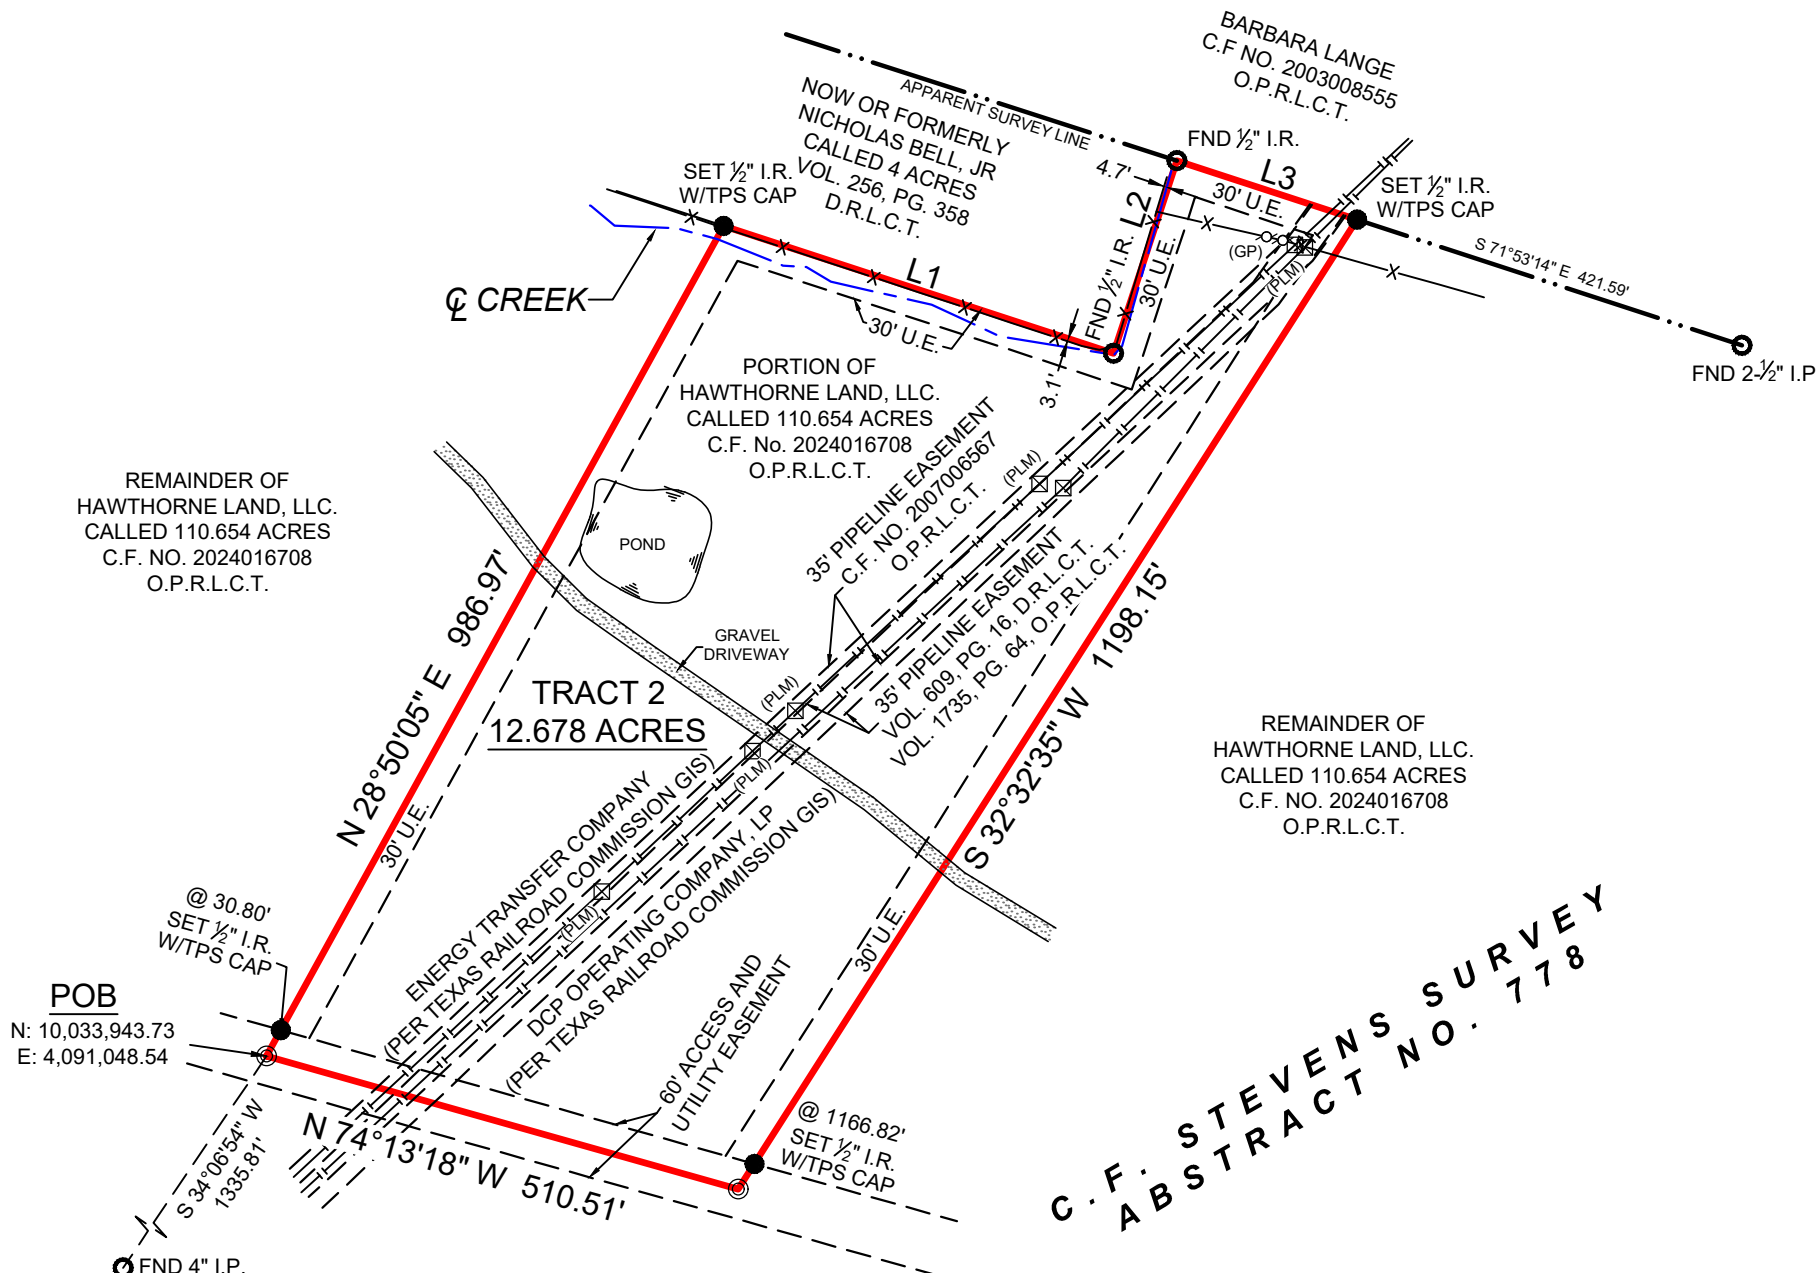 BARBARA LANGE
C.F NO. 2003008555
O.P.R.L.C.T.
APPARENT SURVEY LINE
NOW OR FORMERLY
NICHOLAS BELL, JR
CALLED 4 ACRES
VOL. 256, PG. 358
D.R.L.C.T.
FND ½" I.R.
L3
4.7'
30' U.E.
SET ½" I.R.
W/TPS CAP
SET ½" I.R.
W/TPS CAP
L2
(GP)
(PLM)
S 71°53'14" E 421.59'
FND 2-½" I.P
L1
FND ½" I.R.
30' U.E.
℄ CREEK
30' U.E.
3.1'
PORTION OF
HAWTHORNE LAND, LLC.
CALLED 110.654 ACRES
C.F. No. 2024016708
O.P.R.L.C.T.
REMAINDER OF
HAWTHORNE LAND, LLC.
CALLED 110.654 ACRES
C.F. NO. 2024016708
O.P.R.L.C.T.
35' PIPELINE EASEMENT
C.F. NO. 2007006567
O.P.R.L.C.T.
(PLM)
POND
35' PIPELINE EASEMENT
VOL. 609, PG. 16, D.R.L.C.T.
VOL. 1735, PG. 64, O.P.R.L.C.T.
N 28°50'05" E 986.97'
S 32°32'35" W 1198.15'
GRAVEL
DRIVEWAY
TRACT 2
12.678 ACRES
(PLM)
(PLM)
REMAINDER OF
HAWTHORNE LAND, LLC.
CALLED 110.654 ACRES
C.F. NO. 2024016708
O.P.R.L.C.T.
30' U.E.
30' U.E.
ENERGY TRANSFER COMPANY
(PER TEXAS RAILROAD COMMISSION GIS)
(PLM)
DCP OPERATING COMPANY, LP
(PER TEXAS RAILROAD COMMISSION GIS)
@ 30.80'
SET ½" I.R.
W/TPS CAP
POB
N: 10,033,943.73
E: 4,091,048.54
60' ACCESS AND
UTILITY EASEMENT
@ 1166.82'
SET ½" I.R.
W/TPS CAP
N 74°13'18" W 510.51'
S 34°06'54" W
1335.81'
FND 4" I.P.
C.F. STEVENS SURVEY
ABSTRACT NO. 778